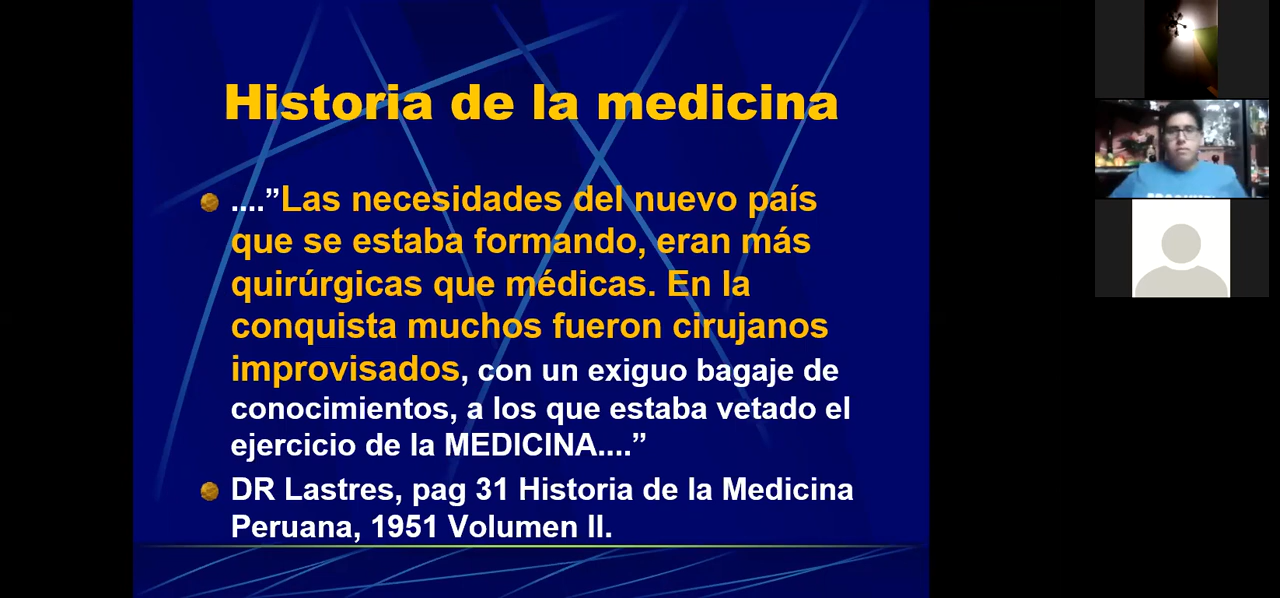 Historia de la medicina
....”Las necesidades del nuevo país
que se estaba formando, eran más
quirúrgicas que médicas. En la
conquista muchos fueron cirujanos
improvisados, con un exiguo bagaje de
conocimientos, a los que estaba vetado el
ejercicio de la MEDICINA....”
DR Lastres, pag 31 Historia de la Medicina
Peruana, 1951 Volumen II.